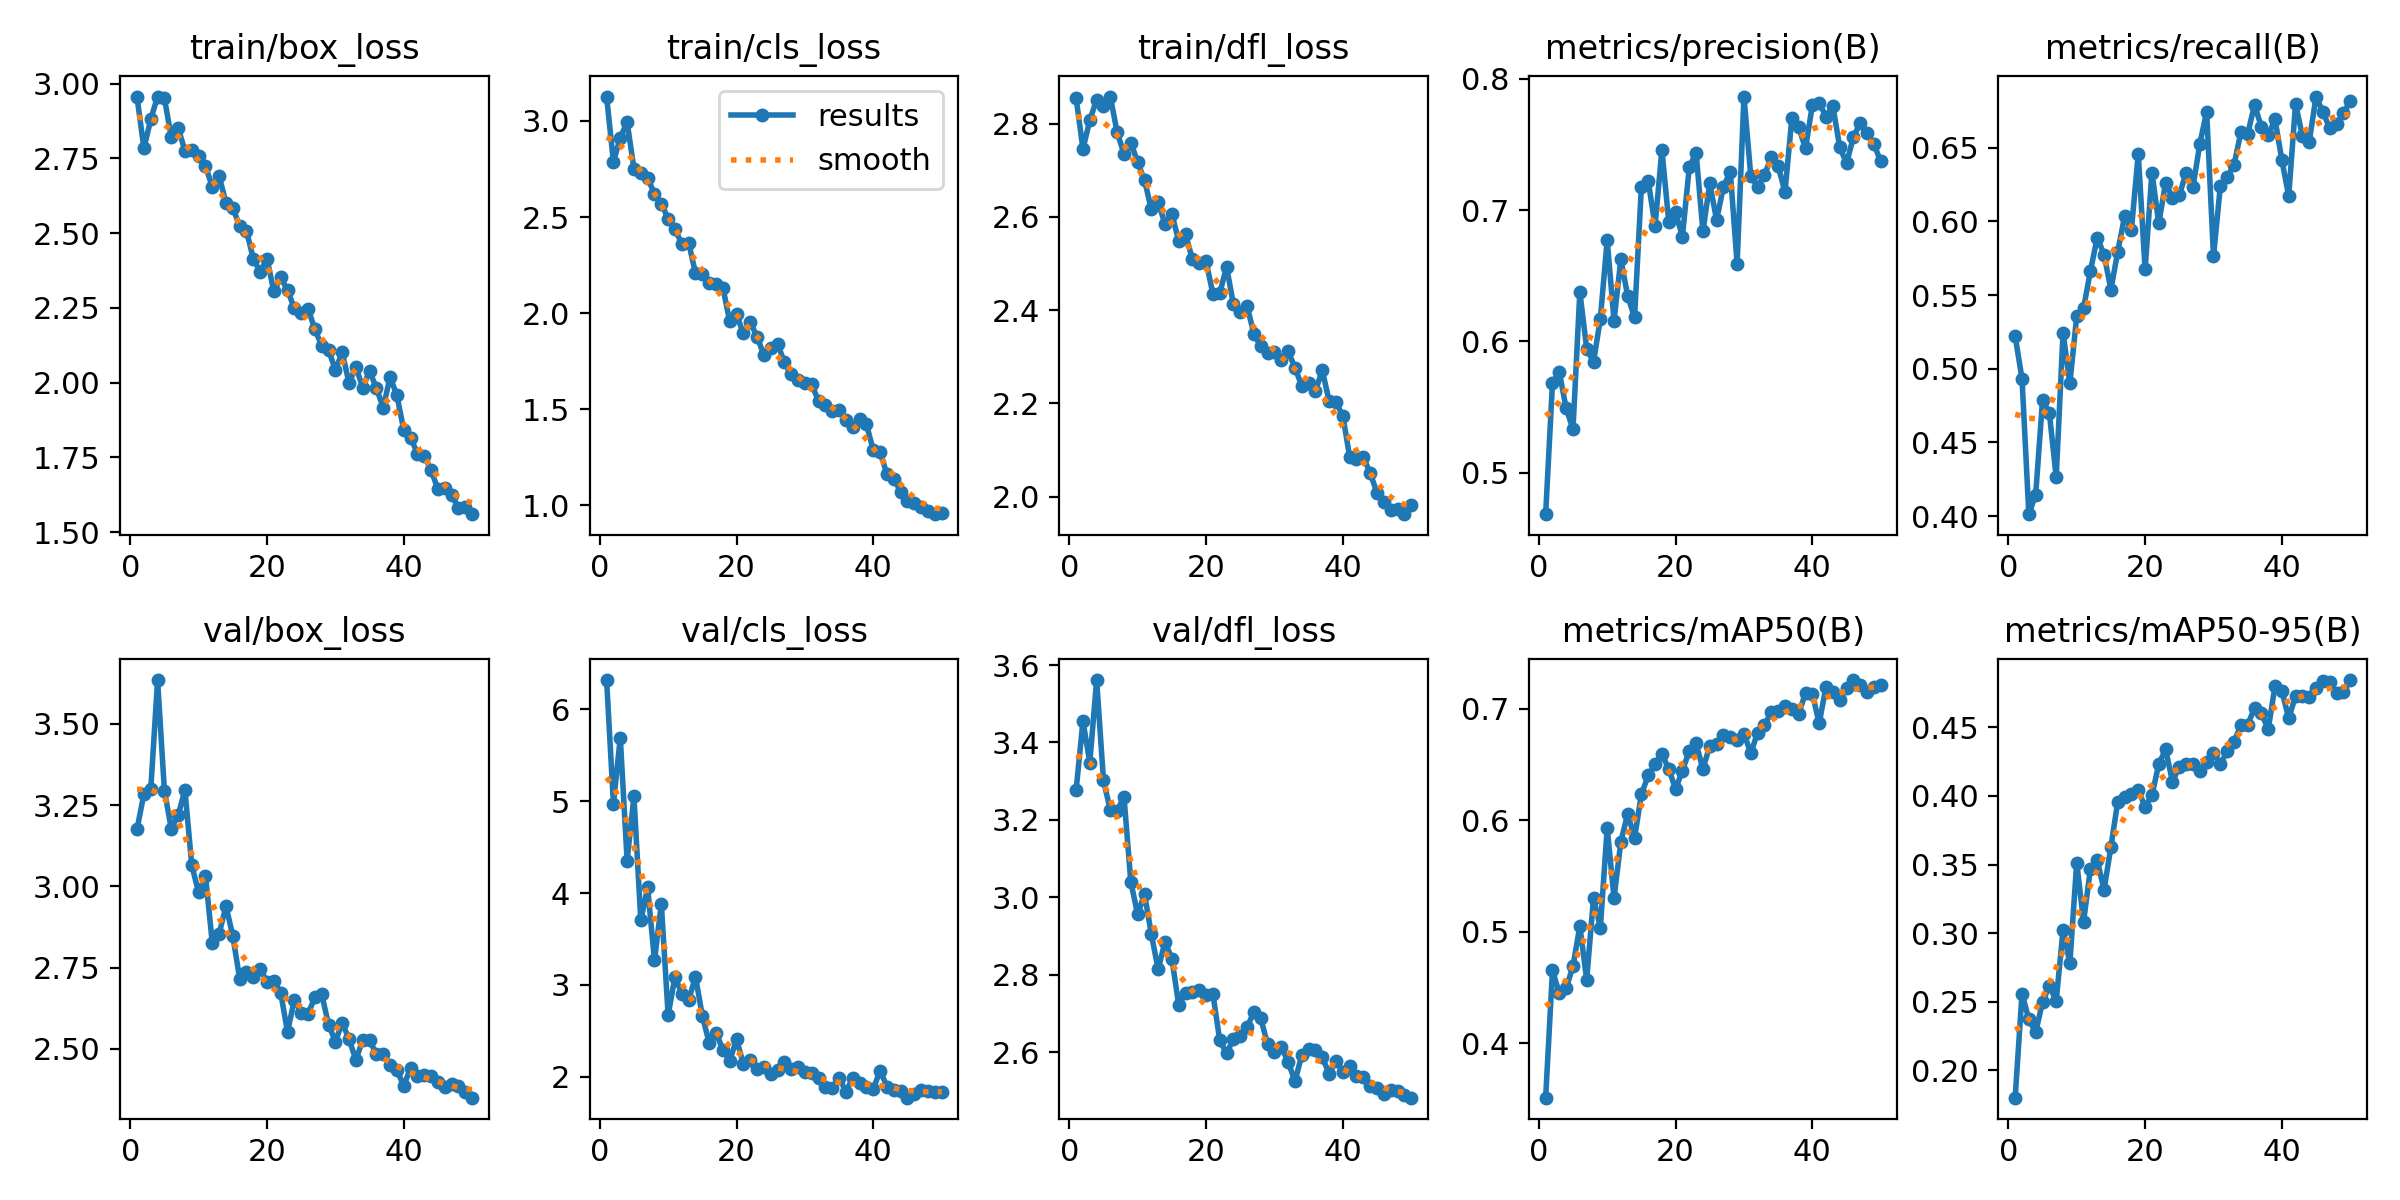 train/box_loss
3.00
2.75
2.50
2.25
2.00
1.75
1.50
0 20 40
train/cls_loss
results
smooth
3.0
2.5
2.0
1.5
1.0
0 20 40
train/dfl_loss
2.8
2.6
2.4
2.2
2.0
0 20 40
metrics/precision(B)
0.8
0.7
0.6
0.5
0 20 40
metrics/recall(B)
0.65
0.60
0.55
0.50
0.45
0.40
0 20 40
val/box_loss
3.50
3.25
3.00
2.75
2.50
0 20 40
val/cls_loss
6
5
4
3
2
0 20 40
val/dfl_loss
3.6
3.4
3.2
3.0
2.8
2.6
0 20 40
metrics/mAP50(B)
0.7
0.6
0.5
0.4
0 20 40
metrics/mAP50-95(B)
0.45
0.40
0.35
0.30
0.25
0.20
0 20 40